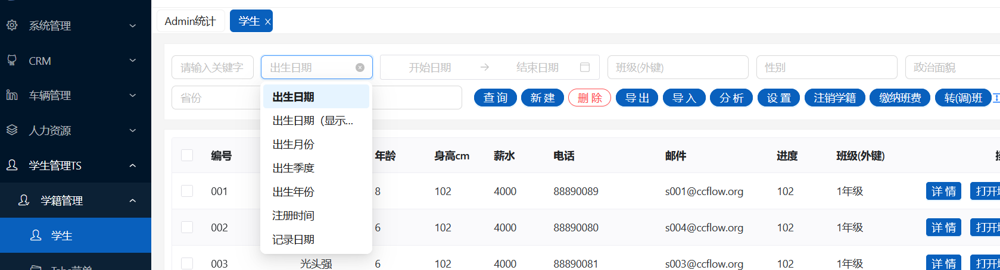 系统管理
CRM
车辆管理
人力资源
学生管理TS
学籍管理
学生
Admin统计
学生
请输入关键字
出生日期
开始日期 → 结束日期
班级(外键)
性别
政治面貌
省份
查 询
新 建
删 除
导 出
导 入
分 析
设 置
注销学籍
缴纳班费
转(调)班
出生日期
出生日期（显示...
出生月份
出生季度
出生年份
注册时间
记录日期
编号 年龄 身高cm 薪水 电话 邮件 进度 班级(外键)
001 8 102 4000 88890089 s001@ccflow.org 102 1年级 详 情 打开
002 6 102 4000 88890080 s004@ccflow.org 102 1年级 详 情 打开
003 光头强 6 102 4000 88890081 s003@ccflow.org 102 1年级 详 情 打开